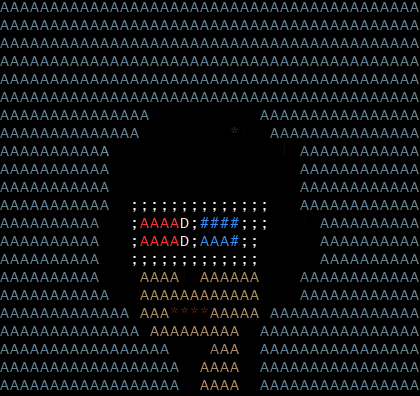 AAAAAAAAAAAAAAAAAAAAAAAAAAAAAAAAAAAAAAAAAA
AAAAAAAAAAAAAAAAAAAAAAAAAAAAAAAAAAAAAAAAAA
AAAAAAAAAAAAAAAAAAAAAAAAAAAAAAAAAAAAAAAAAA
AAAAAAAAAAAAAAAAAAAAAAAAAAAAAAAAAAAAAAAAAA
AAAAAAAAAAAAAAAAAAAAAAAAAAAAAAAAAAAAAAAAAA
AAAAAAAAAAAAAAAAAAAAAAAAAAAAAAAAAAAAAAAAAA
AAAAAAAAAAAAAAA           AAAAAAAAAAAAAAAA
AAAAAAAAAAAAAA         *   AAAAAAAAAAAAAAA
AAAAAAAAAAA                   AAAAAAAAAAAA
AAAAAAAAAAA                   AAAAAAAAAAAA
AAAAAAAAAAA                   AAAAAAAAAAAA
AAAAAAAAAAA  ;;;;;;;;;;;;;;   AAAAAAAAAAAA
AAAAAAAAAA   ;AAAAD;####;;;     AAAAAAAAAA
AAAAAAAAAA   ;AAAAD;AAA#;;      AAAAAAAAAA
AAAAAAAAAA   ;;;;;;;;;;;;;      AAAAAAAAAA
AAAAAAAAAA    AAAA  AAAAAA    AAAAAAAAAAAA
AAAAAAAAAAA   AAAAAAAAAAAA    AAAAAAAAAAAA
AAAAAAAAAAAAA AAA****AAAAA AAAAAAAAAAAAAAA
AAAAAAAAAAAAAA AAAAAAAAA  AAAAAAAAAAAAAAAA
AAAAAAAAAAAAAAAAA    AAA  AAAAAAAAAAAAAAAA
AAAAAAAAAAAAAAAAAA  AAAA  AAAAAAAAAAAAAAAA
AAAAAAAAAAAAAAAAAA  AAAA  AAAAAAAAAAAAAAAA